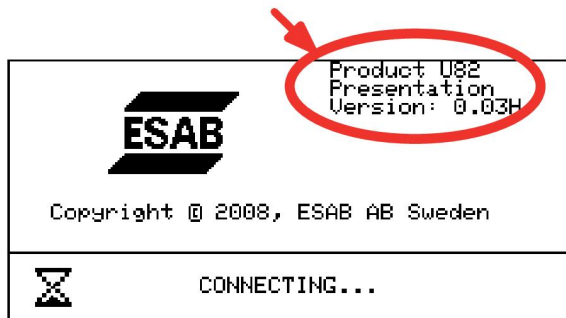 Product U82
Presentation
Version: 0.03H
ESAB
Copyright © 2008, ESAB AB Sweden
CONNECTING...